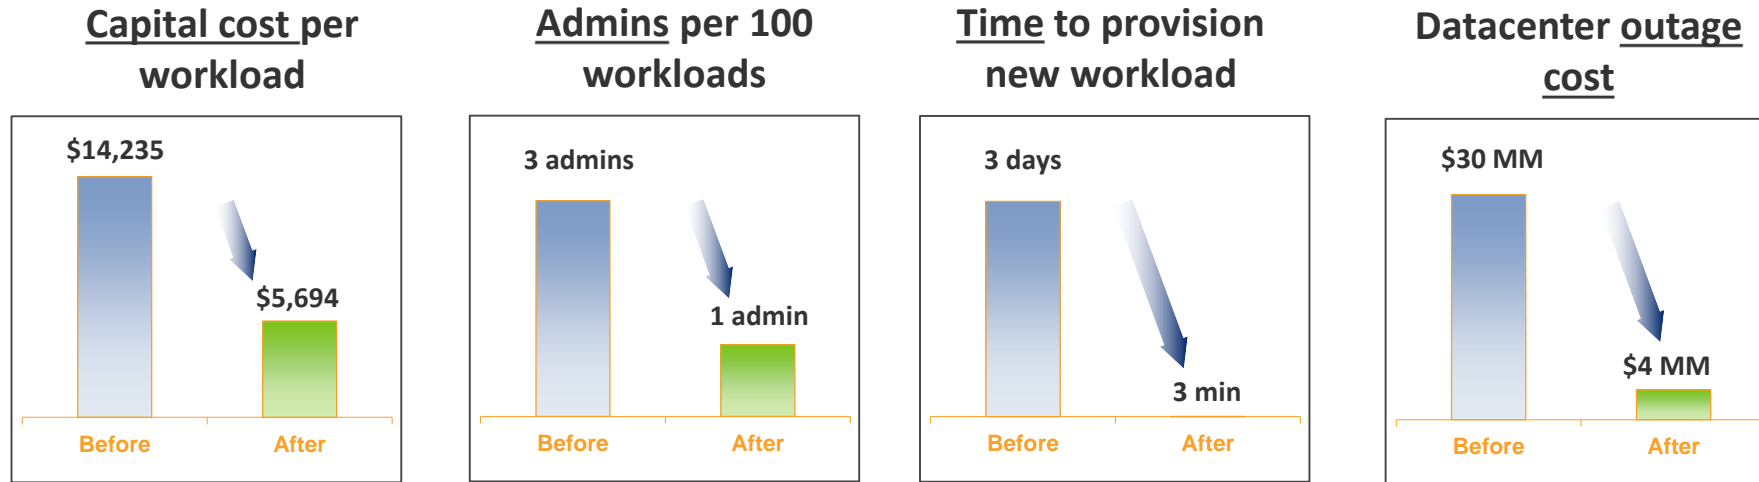 Capital cost per
workload
$14,235
$5,694
Before
After
Admins per 100
workloads
3 admins
1 admin
Before
After
Time to provision
new workload
3 days
3 min
Before
After
Datacenter outage
cost
$30 MM
$4 MM
Before
After